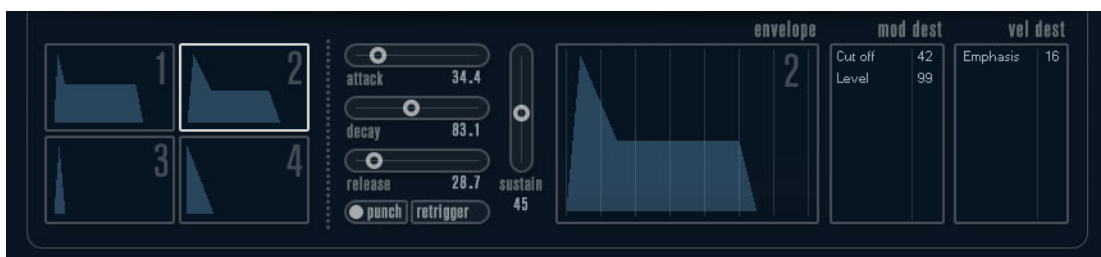 envelope
mod dest
vel dest
1
2
3
4
attack 34.4
decay 83.1
release 28.7
punch retrigger
sustain
45
2
Cut off 42
Level 99
Emphasis 16